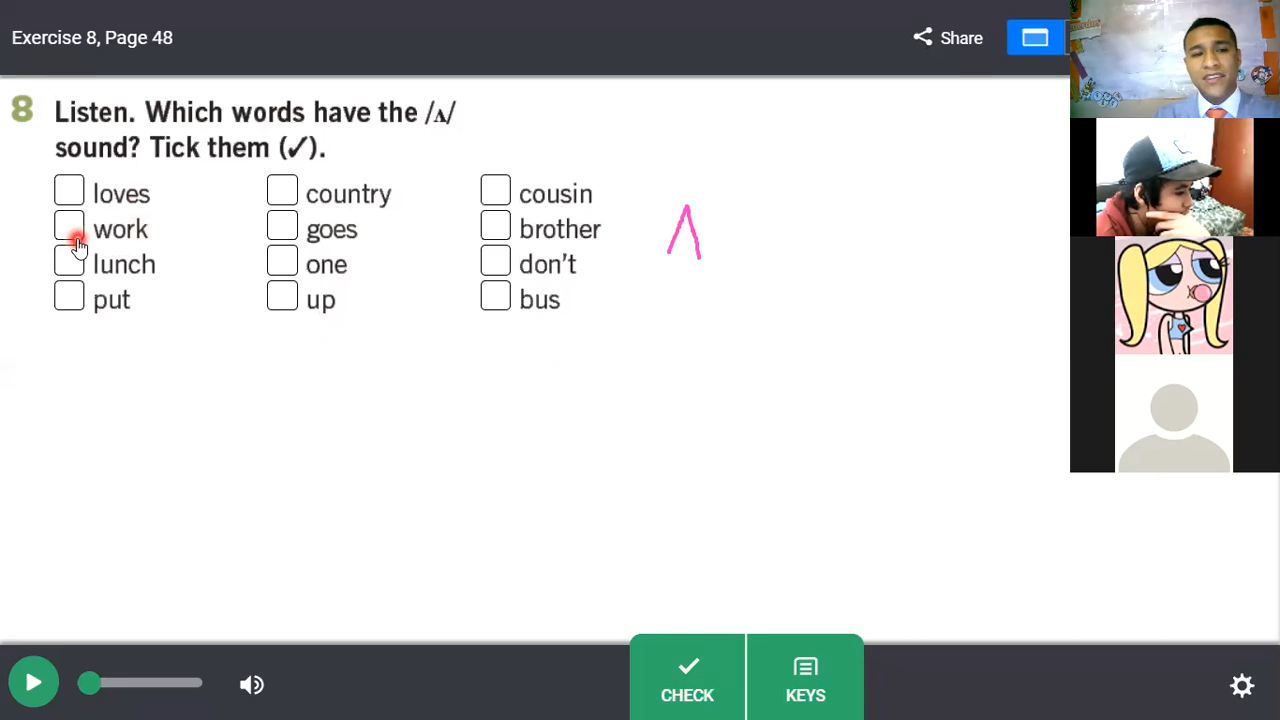 Exercise 8, Page 48
Share
8 Listen. Which words have the /ʌ/
sound? Tick them (✓).
loves country cousin
work goes brother
lunch one don't
put up bus
Λ
CHECK KEYS